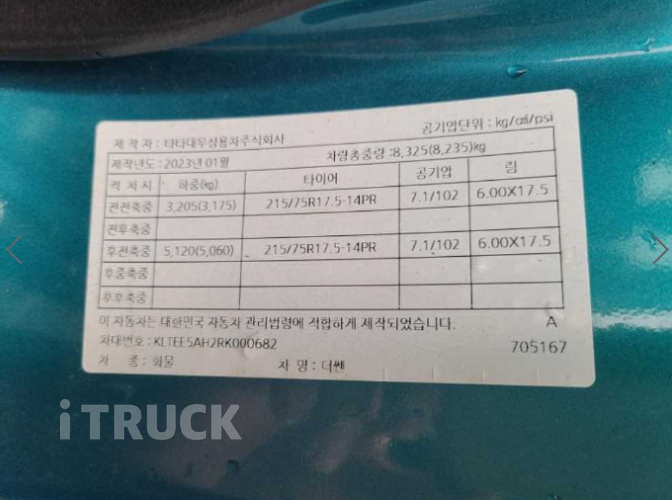 공기압단위 : kg/㎠/psi
제 작 자 : 타타대우상용차주식회사
제작년도 : 2023년 01월 차량총중량 :8,325(8,235)kg
적 차 시 하중(kg) 타이어 공기압 림
전전축중 3,205(3,175) 215/75R17.5-14PR 7.1/102 6.00X17.5
전후축중
후전축중 5,120(5,060) 215/75R17.5-14PR 7.1/102 6.00X17.5
후중축중
후후축중
이 자동차는 대한민국 자동차 관리법령에 적합하게 제작되었습니다. A
차대번호 : KLTEE5AH2RK000682 705167
차 종 : 화물 차 명 : 더쎈
iTRUCK